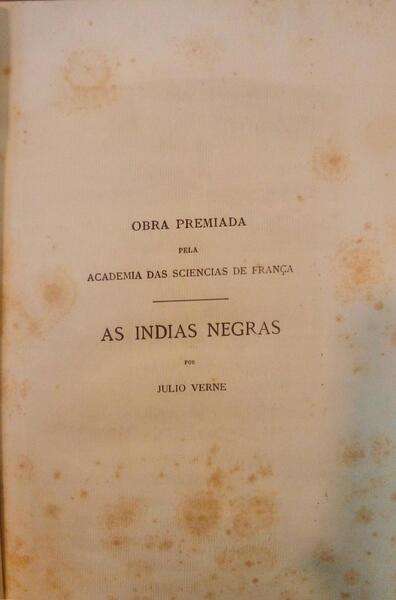 OBRA PREMIADA
PELA
ACADEMIA DAS SCIENCIAS DE FRANÇA
AS INDIAS NEGRAS
POR
JULIO VERNE